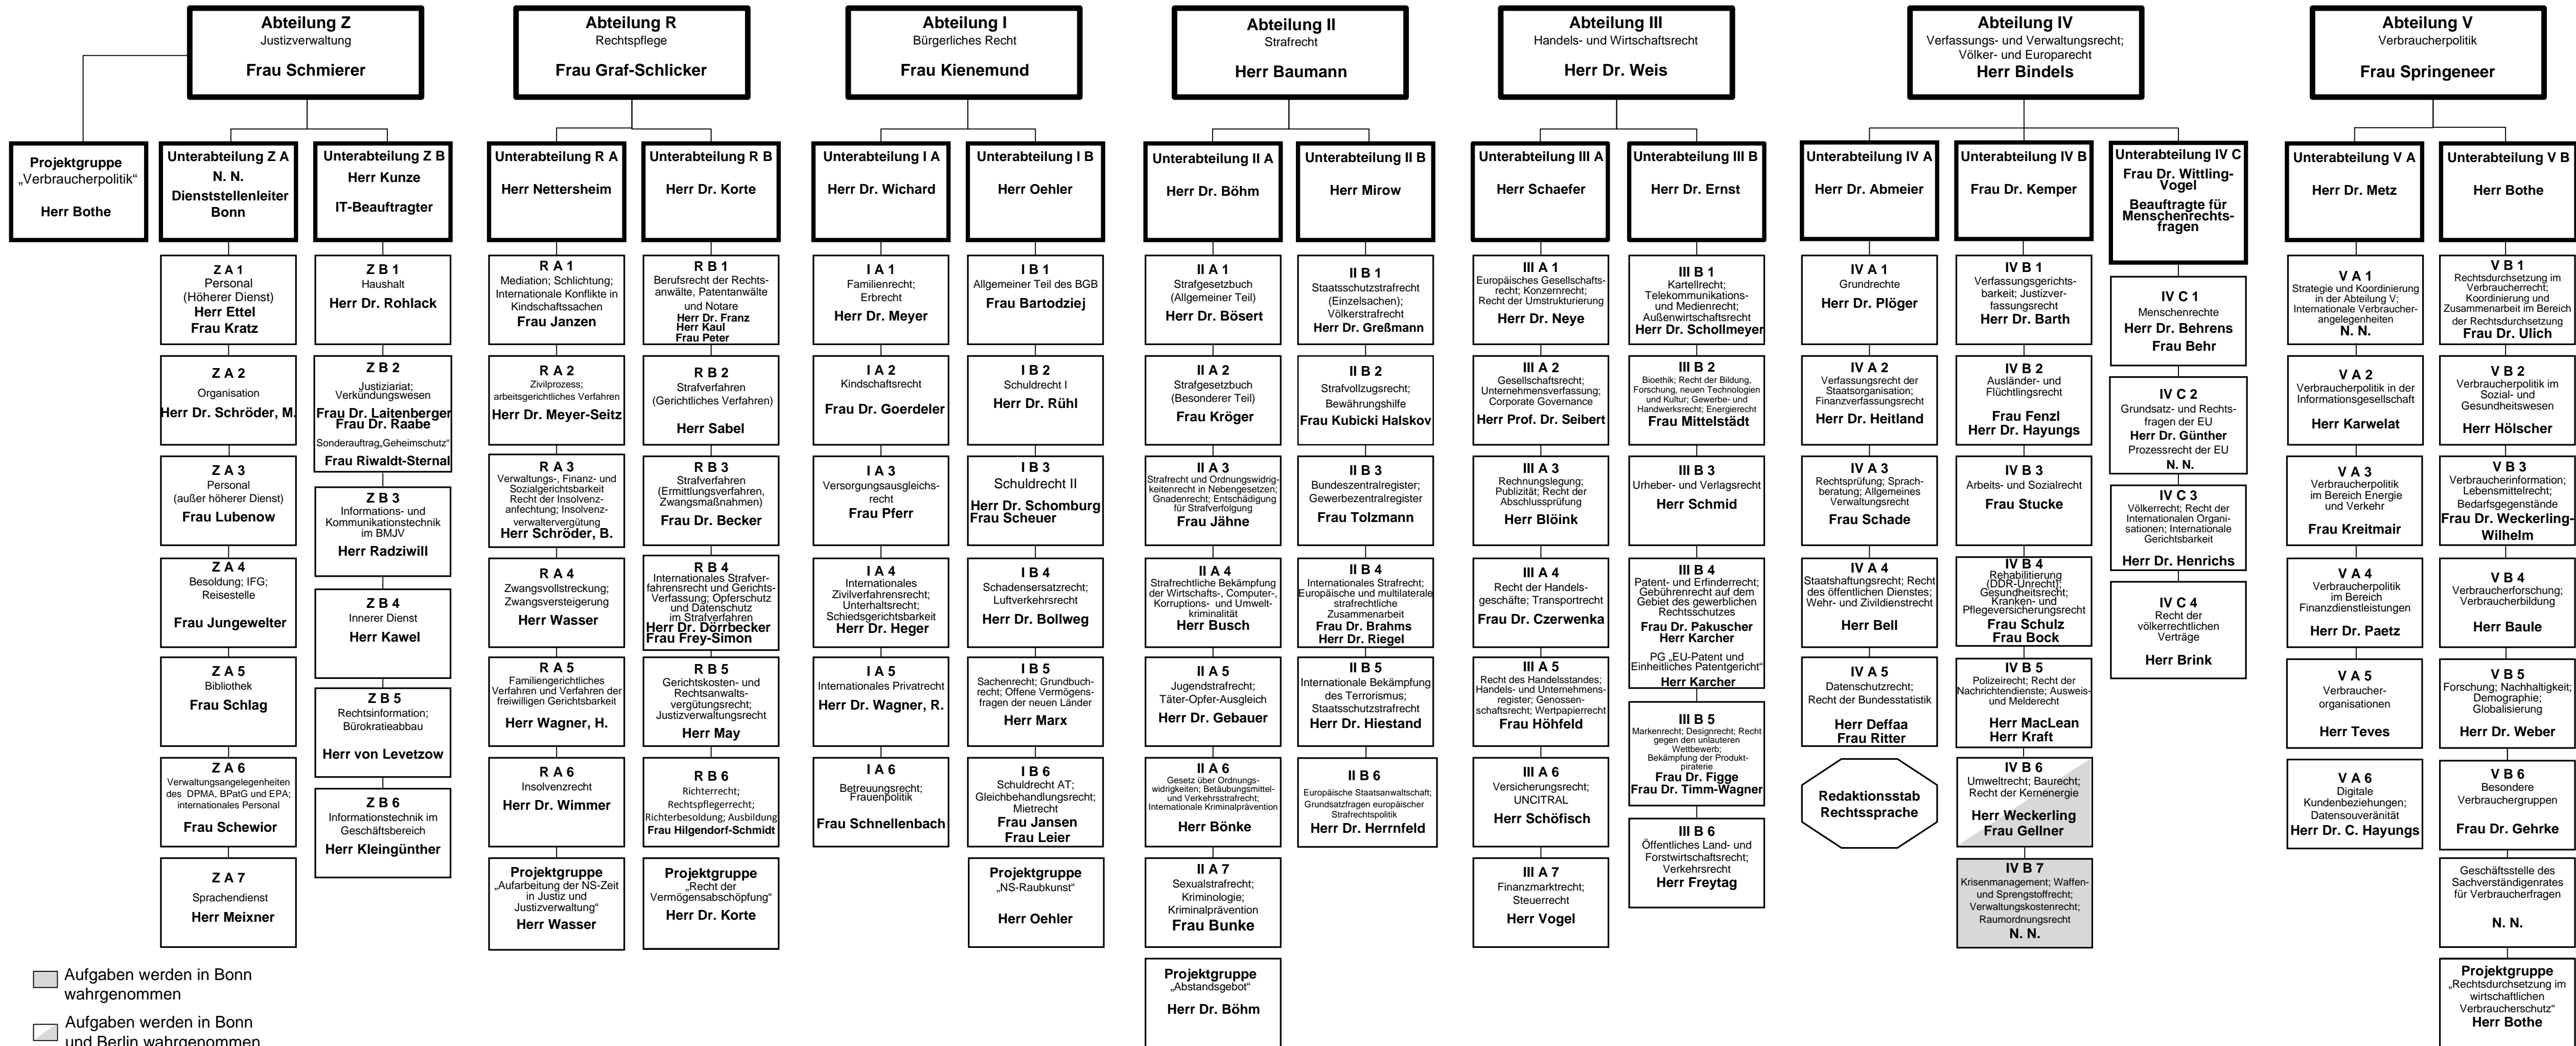 Abteilung Z
Justizverwaltung
Frau Schmierer
Projektgruppe
„Verbraucherpolitik“
Herr Bothe
Unterabteilung Z A
N. N.
Dienststellenleiter
Bonn
Z A 1
Personal
(Höherer Dienst)
Herr Ettel
Frau Kratz
Z A 2
Organisation
Herr Dr. Schröder, M.
Z A 3
Personal
(außer höherer Dienst)
Frau Lubenow
Z A 4
Besoldung; IFG;
Reisestelle
Frau Jungewelter
Z A 5
Bibliothek
Frau Schlag
Z A 6
Verwaltungsangelegenheiten
des DPMA, BPatG und EPA;
internationales Personal
Frau Schewior
Z A 7
Sprachendienst
Herr Meixner
Unterabteilung Z B
Herr Kunze
IT-Beauftragter
Z B 1
Haushalt
Herr Dr. Rohlack
Z B 2
Justiziariat;
Verkündungswesen
Frau Dr. Laitenberger
Frau Dr. Raabe
Sonderauftrag„Geheimschutz“
Frau Riwaldt-Sternal
Z B 3
Informations- und
Kommunikationstechnik
im BMJV
Herr Radziwill
Z B 4
Innerer Dienst
Herr Kawel
Z B 5
Rechtsinformation;
Bürokratieabbau
Herr von Levetzow
Z B 6
Informationstechnik im
Geschäftsbereich
Herr Kleingünther
Abteilung R
Rechtspflege
Frau Graf-Schlicker
Unterabteilung R A
Herr Nettersheim
R A 1
Mediation; Schlichtung;
Internationale Konflikte in
Kindschaftssachen
Frau Janzen
R A 2
Zivilprozess;
arbeitsgerichtliches Verfahren
Herr Dr. Meyer-Seitz
R A 3
Verwaltungs-, Finanz- und
Sozialgerichtsbarkeit
Recht der Insolvenz-
anfechtung; Insolvenz-
verwaltervergütung
Herr Schröder, B.
R A 4
Zwangsvollstreckung;
Zwangsversteigerung
Herr Wasser
R A 5
Familiengerichtliches
Verfahren und Verfahren der
freiwilligen Gerichtsbarkeit
Herr Wagner, H.
R A 6
Insolvenzrecht
Herr Dr. Wimmer
Projektgruppe
„Aufarbeitung der NS-Zeit
in Justiz und
Justizverwaltung“
Herr Wasser
Unterabteilung R B
Herr Dr. Korte
R B 1
Berufsrecht der Rechts-
anwälte, Patentanwälte
und Notare
Herr Dr. Franz
Herr Kaul
Frau Peter
R B 2
Strafverfahren
(Gerichtliches Verfahren)
Herr Sabel
R B 3
Strafverfahren
(Ermittlungsverfahren,
Zwangsmaßnahmen)
Frau Dr. Becker
R B 4
Internationales Strafver-
fahrensrecht und Gerichts-
Verfassung; Opferschutz
und Datenschutz
im Strafverfahren
Herr Dr. Dörrbecker
Frau Frey-Simon
R B 5
Gerichtskosten- und
Rechtsanwalts-
vergütungsrecht;
Justizverwaltungsrecht
Herr May
R B 6
Richterrecht;
Rechtspflegerrecht;
Richterbesoldung; Ausbildung
Frau Hilgendorf-Schmidt
Projektgruppe
„Recht der
Vermögensabschöpfung“
Herr Dr. Korte
Abteilung I
Bürgerliches Recht
Frau Kienemund
Unterabteilung I A
Herr Dr. Wichard
I A 1
Familienrecht;
Erbrecht
Herr Dr. Meyer
I A 2
Kindschaftsrecht
Frau Dr. Goerdeler
I A 3
Versorgungsausgleichs-
recht
Frau Pferr
I A 4
Internationales
Zivilverfahrensrecht;
Unterhaltsrecht;
Schiedsgerichtsbarkeit
Herr Dr. Heger
I A 5
Internationales Privatrecht
Herr Dr. Wagner, R.
I A 6
Betreuungsrecht;
Frauenpolitik
Frau Schnellenbach
Unterabteilung I B
Herr Oehler
I B 1
Allgemeiner Teil des BGB
Frau Bartodziej
I B 2
Schuldrecht I
Herr Dr. Rühl
I B 3
Schuldrecht II
Herr Dr. Schomburg
Frau Scheuer
I B 4
Schadensersatzrecht;
Luftverkehrsrecht
Herr Dr. Bollweg
I B 5
Sachenrecht; Grundbuch-
recht; Offene Vermögens-
fragen der neuen Länder
Herr Marx
I B 6
Schuldrecht AT;
Gleichbehandlungsrecht;
Mietrecht
Frau Jansen
Frau Leier
Projektgruppe
„NS-Raubkunst“
Herr Oehler
Abteilung II
Strafrecht
Herr Baumann
Unterabteilung II A
Herr Dr. Böhm
II A 1
Strafgesetzbuch
(Allgemeiner Teil)
Herr Dr. Bösert
II A 2
Strafgesetzbuch
(Besonderer Teil)
Frau Kröger
II A 3
Strafrecht und Ordnungswidrig-
keitenrecht in Nebengesetzen;
Gnadenrecht; Entschädigung
für Strafverfolgung
Frau Jähne
II A 4
Strafrechtliche Bekämpfung
der Wirtschafts-, Computer-,
Korruptions- und Umwelt-
kriminalität
Herr Busch
II A 5
Jugendstrafrecht;
Täter-Opfer-Ausgleich
Herr Dr. Gebauer
II A 6
Gesetz über Ordnungs-
widrigkeiten; Betäubungsmittel-
und Verkehrsstrafrecht;
Internationale Kriminalprävention
Herr Bönke
II A 7
Sexualstrafrecht;
Kriminologie;
Kriminalprävention
Frau Bunke
Projektgruppe
„Abstandsgebot“
Herr Dr. Böhm
Unterabteilung II B
Herr Mirow
II B 1
Staatsschutzstrafrecht
(Einzelsachen);
Völkerstrafrecht
Herr Dr. Greßmann
II B 2
Strafvollzugsrecht;
Bewährungshilfe
Frau Kubicki Halskov
II B 3
Bundeszentralregister;
Gewerbezentralregister
Frau Tolzmann
II B 4
Internationales Strafrecht;
Europäische und multilaterale
strafrechtliche
Zusammenarbeit
Frau Dr. Brahms
Herr Dr. Riegel
II B 5
Internationale Bekämpfung
des Terrorismus;
Staatsschutzstrafrecht
Herr Dr. Hiestand
II B 6
Europäische Staatsanwaltschaft;
Grundsatzfragen europäischer
Strafrechtspolitik
Herr Dr. Herrnfeld
Abteilung III
Handels- und Wirtschaftsrecht
Herr Dr. Weis
Unterabteilung III A
Herr Schaefer
III A 1
Europäisches Gesellschafts-
recht; Konzernrecht;
Recht der Umstrukturierung
Herr Dr. Neye
III A 2
Gesellschaftsrecht;
Unternehmensverfassung;
Corporate Governance
Herr Prof. Dr. Seibert
III A 3
Rechnungslegung;
Publizität; Recht der
Abschlussprüfung
Herr Blöink
III A 4
Recht der Handels-
geschäfte; Transportrecht
Frau Dr. Czerwenka
III A 5
Recht des Handelsstandes;
Handels- und Unternehmens-
register; Genossen-
schaftsrecht; Wertpapierrecht
Frau Höhfeld
III A 6
Versicherungsrecht;
UNCITRAL
Herr Schöfisch
III A 7
Finanzmarktrecht;
Steuerrecht
Herr Vogel
Unterabteilung III B
Herr Dr. Ernst
III B 1
Kartellrecht;
Telekommunikations-
und Medienrecht;
Außenwirtschaftsrecht
Herr Dr. Schollmeyer
III B 2
Bioethik; Recht der Bildung,
Forschung, neuen Technologien
und Kultur; Gewerbe- und
Handwerksrecht; Energierecht
Frau Mittelstädt
III B 3
Urheber- und Verlagsrecht
Herr Schmid
III B 4
Patent- und Erfinderrecht;
Gebührenrecht auf dem
Gebiet des gewerblichen
Rechtsschutzes
Frau Dr. Pakuscher
Herr Karcher
PG „EU-Patent und
Einheitliches Patentgericht“
Herr Karcher
III B 5
Markenrecht; Designrecht; Recht
gegen den unlauteren
Wettbewerb;
Bekämpfung der Produkt-
piraterie
Frau Dr. Figge
Frau Dr. Timm-Wagner
III B 6
Öffentliches Land- und
Forstwirtschaftsrecht;
Verkehrsrecht
Herr Freytag
Abteilung IV
Verfassungs- und Verwaltungsrecht;
Völker- und Europarecht
Herr Bindels
Unterabteilung IV A
Herr Dr. Abmeier
IV A 1
Grundrechte
Herr Dr. Plöger
IV A 2
Verfassungsrecht der
Staatsorganisation;
Finanzverfassungsrecht
Herr Dr. Heitland
IV A 3
Rechtsprüfung; Sprach-
beratung; Allgemeines
Verwaltungsrecht
Frau Schade
IV A 4
Staatshaftungsrecht; Recht
des öffentlichen Dienstes;
Wehr- und Zivildienstrecht
Herr Bell
IV A 5
Datenschutzrecht;
Recht der Bundesstatistik
Herr Deffaa
Frau Ritter
Redaktionsstab
Rechtssprache
Unterabteilung IV B
Frau Dr. Kemper
IV B 1
Verfassungsgerichts-
barkeit; Justizver-
fassungsrecht
Herr Dr. Barth
IV B 2
Ausländer- und
Flüchtlingsrecht
Frau Fenzl
Herr Dr. Hayungs
IV B 3
Arbeits- und Sozialrecht
Frau Stucke
IV B 4
Rehabilitierung
(DDR-Unrecht);
Gesundheitsrecht;
Kranken- und
Pflegeversicherungsrecht
Frau Schulz
Frau Bock
IV B 5
Polizeirecht; Recht der
Nachrichtendienste; Ausweis-
und Melderecht
Herr MacLean
Herr Kraft
IV B 6
Umweltrecht; Baurecht;
Recht der Kernenergie
Herr Weckerling
Frau Gellner
IV B 7
Krisenmanagement; Waffen-
und Sprengstoffrecht;
Verwaltungskostenrecht;
Raumordnungsrecht
N. N.
Unterabteilung IV C
Frau Dr. Wittling-
Vogel
Beauftragte für
Menschenrechts-
fragen
IV C 1
Menschenrechte
Herr Dr. Behrens
Frau Behr
IV C 2
Grundsatz- und Rechts-
fragen der EU
Herr Dr. Günther
Prozessrecht der EU
N. N.
IV C 3
Völkerrecht; Recht der
Internationalen Organi-
sationen; Internationale
Gerichtsbarkeit
Herr Dr. Henrichs
IV C 4
Recht der
völkerrechtlichen
Verträge
Herr Brink
Abteilung V
Verbraucherpolitik
Frau Springeneer
Unterabteilung V A
Herr Dr. Metz
V A 1
Strategie und Koordinierung
in der Abteilung V;
Internationale Verbraucher-
angelegenheiten
N. N.
V A 2
Verbraucherpolitik in der
Informationsgesellschaft
Herr Karwelat
V A 3
Verbraucherpolitik
im Bereich Energie
und Verkehr
Frau Kreitmair
V A 4
Verbraucherpolitik
im Bereich
Finanzdienstleistungen
Herr Dr. Paetz
V A 5
Verbraucher-
organisationen
Herr Teves
V A 6
Digitale
Kundenbeziehungen;
Datensouveränität
Herr Dr. C. Hayungs
Unterabteilung V B
Herr Bothe
V B 1
Rechtsdurchsetzung im
Verbraucherrecht;
Koordinierung und
Zusammenarbeit im Bereich
der Rechtsdurchsetzung
Frau Dr. Ulich
V B 2
Verbraucherpolitik im
Sozial- und
Gesundheitswesen
Herr Hölscher
V B 3
Verbraucherinformation;
Lebensmittelrecht;
Bedarfsgegenstände
Frau Dr. Weckerling-
Wilhelm
V B 4
Verbraucherforschung;
Verbraucherbildung
Herr Baule
V B 5
Forschung; Nachhaltigkeit;
Demographie;
Globalisierung
Herr Dr. Weber
V B 6
Besondere
Verbrauchergruppen
Frau Dr. Gehrke
Geschäftsstelle des
Sachverständigenrates
für Verbraucherfragen
N. N.
Projektgruppe
„Rechtsdurchsetzung im
wirtschaftlichen
Verbraucherschutz“
Herr Bothe
Aufgaben werden in Bonn
wahrgenommen
Aufgaben werden in Bonn
und Berlin wahrgenommen